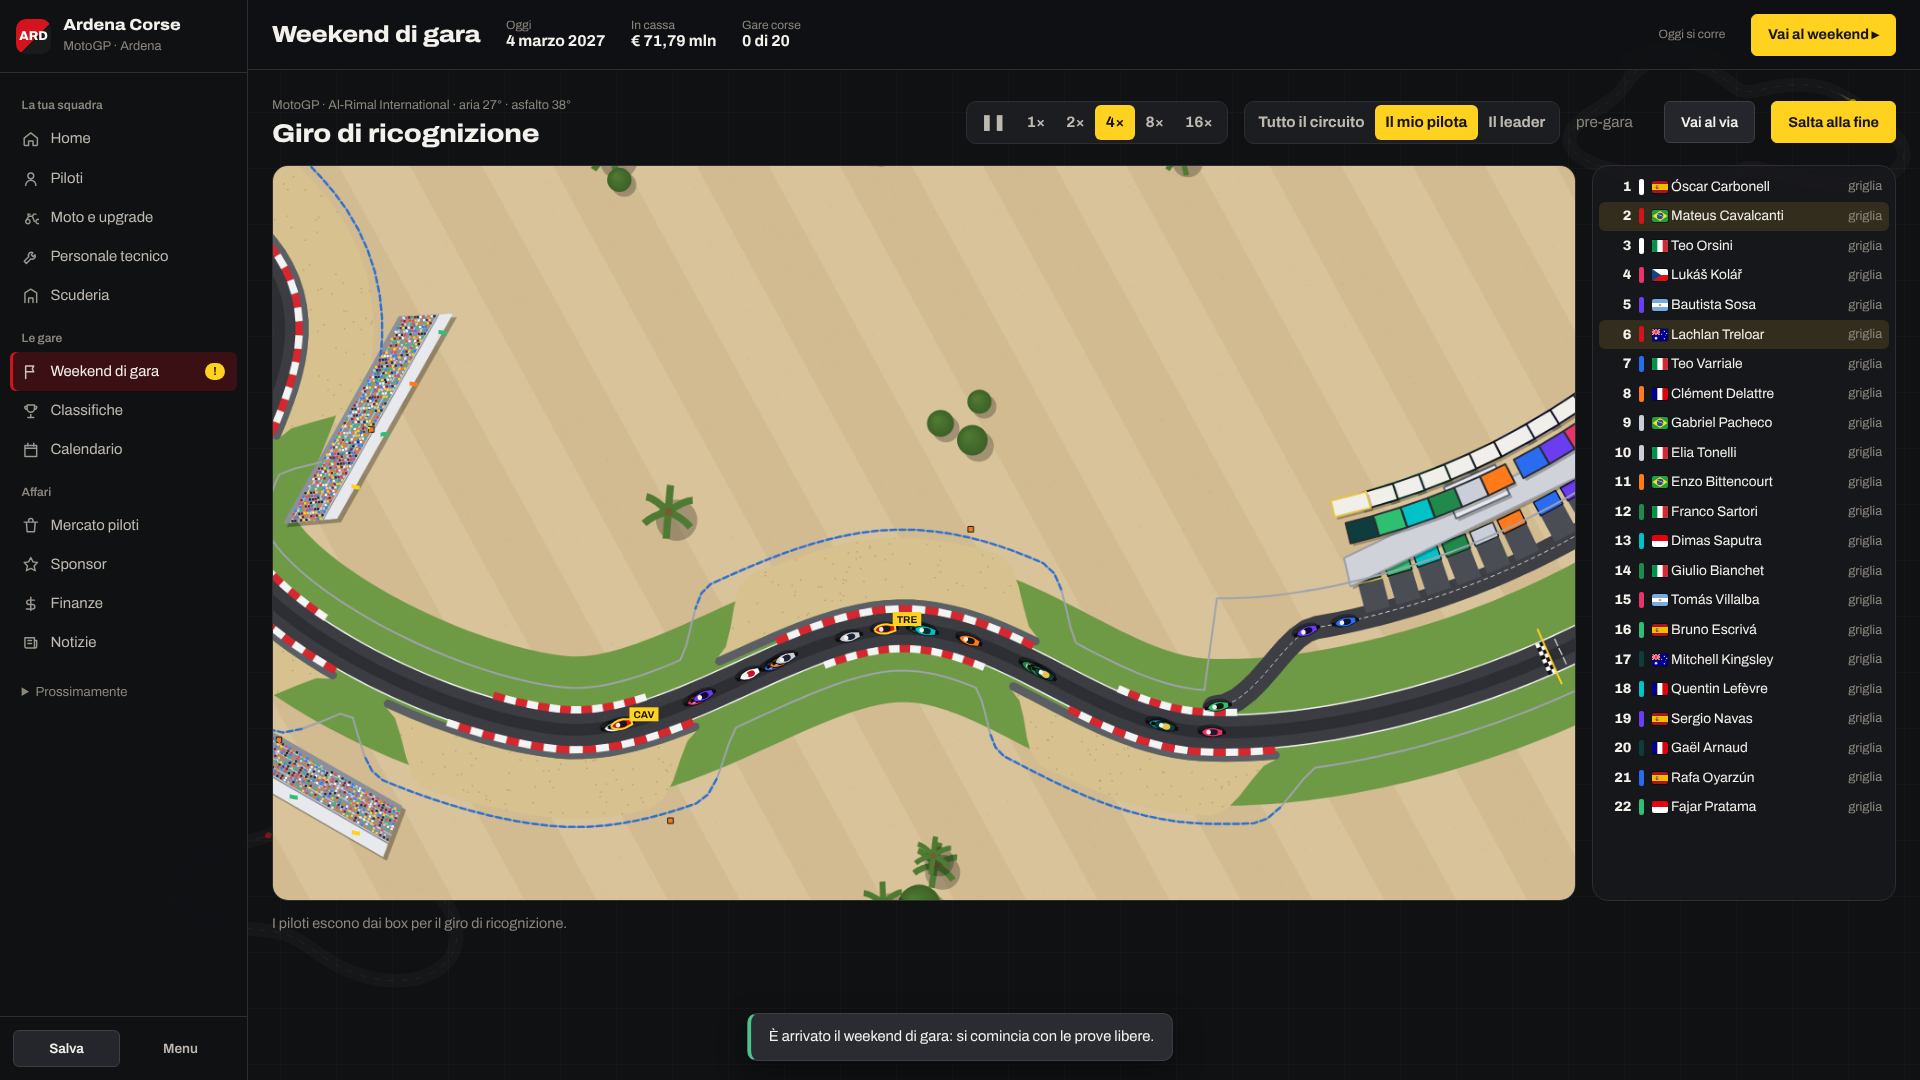 ARD
Ardena Corse
MotoGP · Ardena
La tua squadra
Home
Piloti
Moto e upgrade
Personale tecnico
Scuderia
Le gare
Weekend di gara
!
Classifiche
Calendario
Affari
Mercato piloti
Sponsor
Finanze
Notizie
Prossimamente
Salva
Menu
Weekend di gara
Oggi
4 marzo 2027
In cassa
€ 71,79 mln
Gare corse
0 di 20
Oggi si corre
Vai al weekend
MotoGP · Al-Rimal International · aria 27° · asfalto 38°
Giro di ricognizione
1× 2× 4× 8× 16×
Tutto il circuito Il mio pilota Il leader
pre-gara
Vai al via
Salta alla fine
TRE
CAV
1 Óscar Carbonell griglia
2 Mateus Cavalcanti griglia
3 Teo Orsini griglia
4 Lukáš Kolář griglia
5 Bautista Sosa griglia
6 Lachlan Treloar griglia
7 Teo Varriale griglia
8 Clément Delattre griglia
9 Gabriel Pacheco griglia
10 Elia Tonelli griglia
11 Enzo Bittencourt griglia
12 Franco Sartori griglia
13 Dimas Saputra griglia
14 Giulio Bianchet griglia
15 Tomás Villalba griglia
16 Bruno Escrivá griglia
17 Mitchell Kingsley griglia
18 Quentin Lefèvre griglia
19 Sergio Navas griglia
20 Gaël Arnaud griglia
21 Rafa Oyarzún griglia
22 Fajar Pratama griglia
I piloti escono dai box per il giro di ricognizione.
È arrivato il weekend di gara: si comincia con le prove libere.